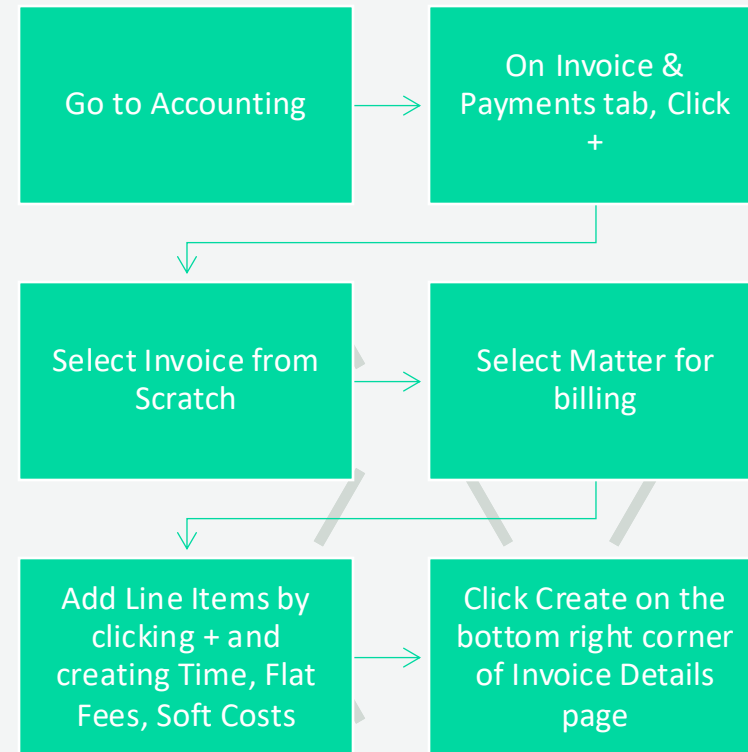 Go to Accounting
On Invoice &
Payments tab, Click
+
Select Invoice from
Scratch
Select Matter for
billing
Add Line Items by
clicking + and
creating Time, Flat
Fees, Soft Costs
Click Create on the
bottom right corner
of Invoice Details
page